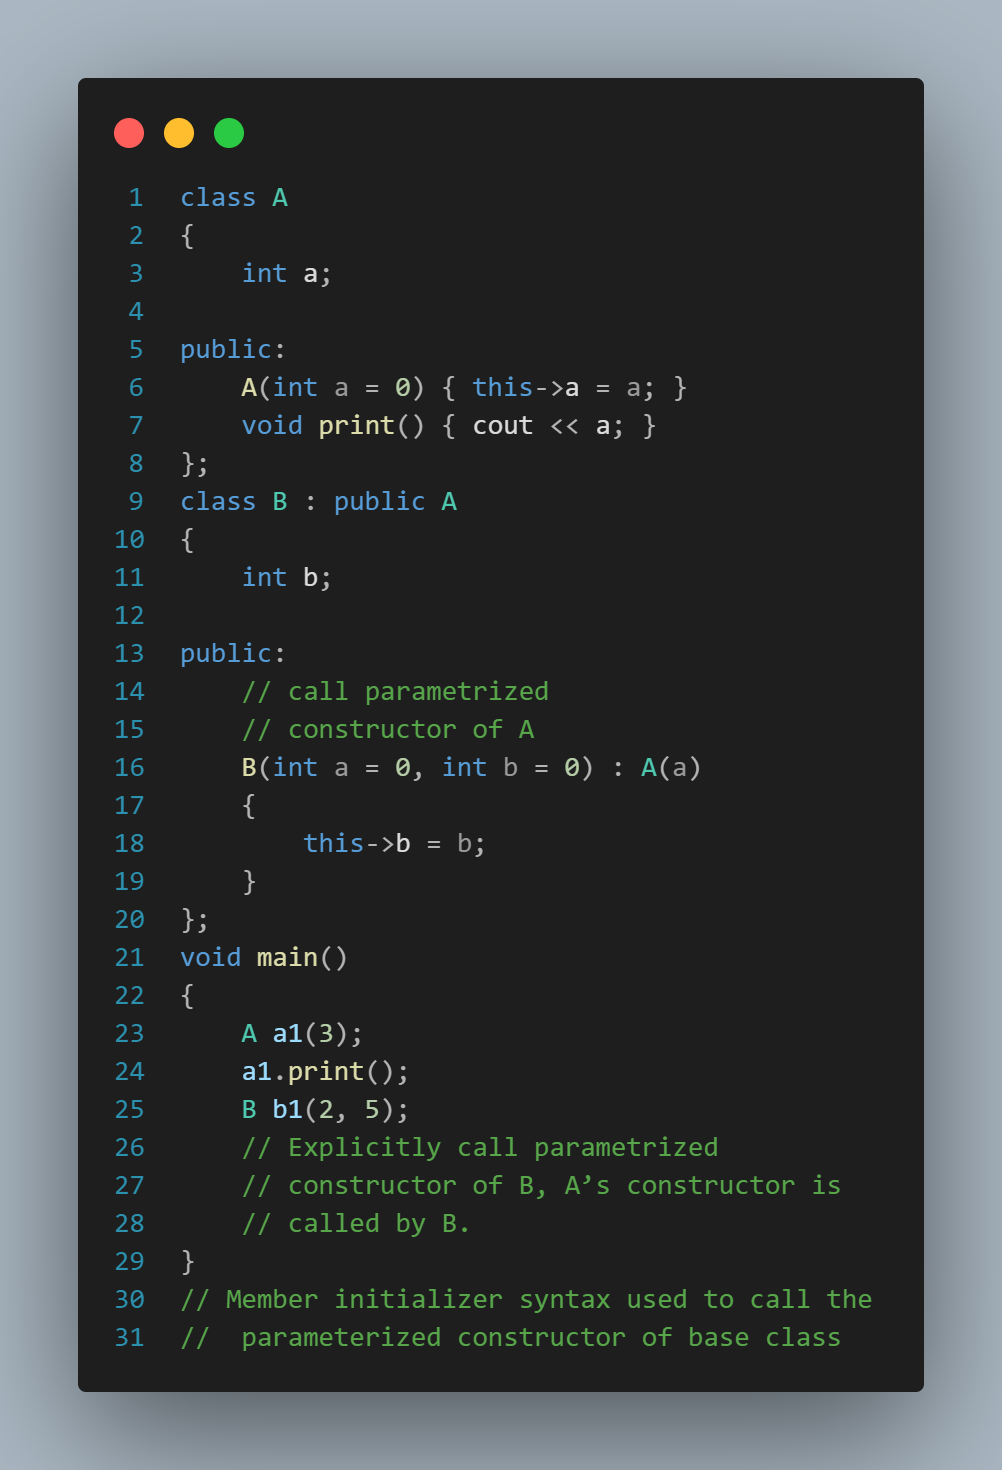 1 class A
2 {
3     int a;
4
5 public:
6     A(int a = 0) { this->a = a; }
7     void print() { cout << a; }
8 };
9 class B : public A
10 {
11     int b;
12
13 public:
14     // call parametrized
15     // constructor of A
16     B(int a = 0, int b = 0) : A(a)
17     {
18         this->b = b;
19     }
20 };
21 void main()
22 {
23     A a1(3);
24     a1.print();
25     B b1(2, 5);
26     // Explicitly call parametrized
27     // constructor of B, A’s constructor is
28     // called by B.
29 }
30 // Member initializer syntax used to call the
31 //  parameterized constructor of base class